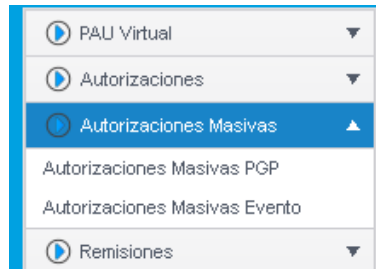 PAU Virtual
Autorizaciones
Autorizaciones Masivas
Autorizaciones Masivas PGP
Autorizaciones Masivas Evento
Remisiones